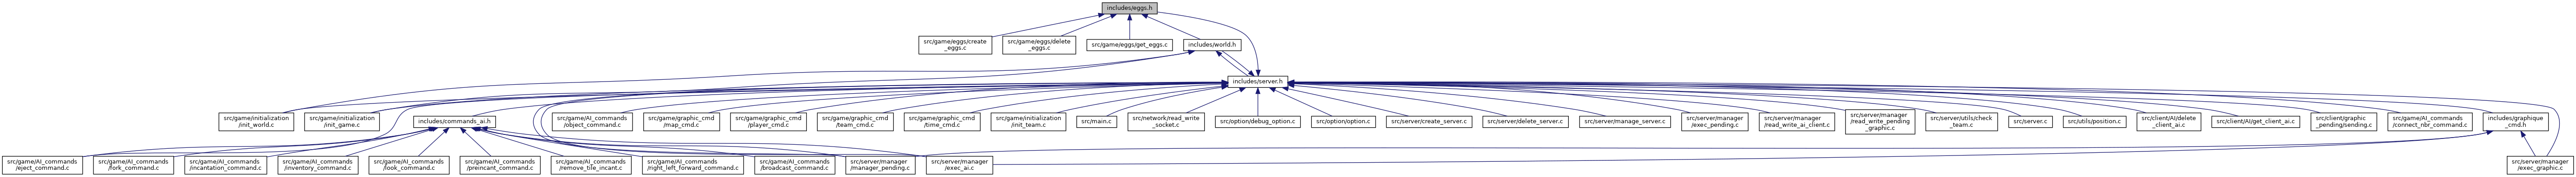 includes/eggs.h
src/game/eggs/create
_eggs.c
src/game/eggs/delete
_eggs.c
src/game/eggs/get_eggs.c
includes/world.h
includes/server.h
src/game/initialization
/init_world.c
src/game/initialization
/init_game.c
includes/commands_ai.h
src/game/AI_commands
/object_command.c
src/game/graphic_cmd
/map_cmd.c
src/game/graphic_cmd
/player_cmd.c
src/game/graphic_cmd
/team_cmd.c
src/game/graphic_cmd
/time_cmd.c
src/game/initialization
/init_team.c
src/main.c
src/network/read_write
_socket.c
src/option/debug_option.c
src/option/option.c
src/server/create_server.c
src/server/delete_server.c
src/server/manage_server.c
src/server/manager
/exec_pending.c
src/server/manager
/read_write_ai_client.c
src/server/manager
/read_write_pending
_graphic.c
src/server/utils/check
_team.c
src/server.c
src/utils/position.c
src/client/AI/delete
_client_ai.c
src/client/AI/get_client_ai.c
src/client/graphic
_pending/sending.c
src/game/AI_commands
/connect_nbr_command.c
includes/graphique
_cmd.h
src/game/AI_commands
/eject_command.c
src/game/AI_commands
/fork_command.c
src/game/AI_commands
/incantation_command.c
src/game/AI_commands
/inventory_command.c
src/game/AI_commands
/look_command.c
src/game/AI_commands
/preincant_command.c
src/game/AI_commands
/remove_tile_incant.c
src/game/AI_commands
/right_left_forward_command.c
src/game/AI_commands
/broadcast_command.c
src/server/manager
/manager_pending.c
src/server/manager
/exec_ai.c
src/server/manager
/exec_graphic.c